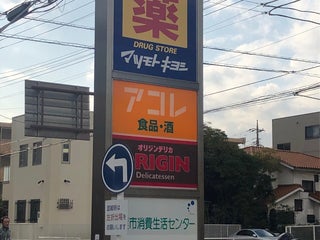 薬
DRUG STORE
マツモトキヨシ
アコレ
食品・酒
オリジンデリカ
ORIGIN
Delicatessen
市消費生活センター